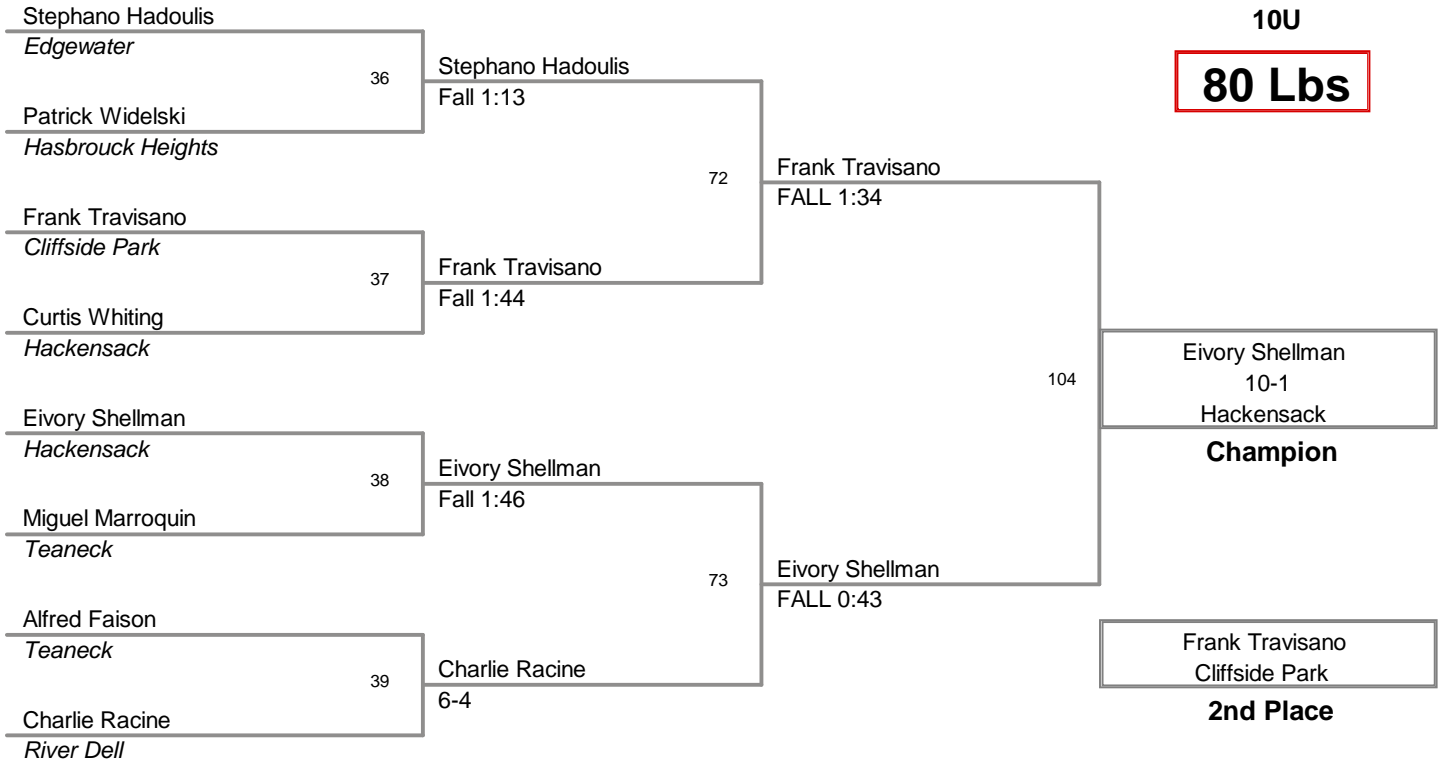 Stephano Hadoulis
Edgewater
36
Patrick Widelski
Hasbrouck Heights
Frank Travisano
Cliffside Park
37
Curtis Whiting
Hackensack
Eivory Shellman
Hackensack
38
Miguel Marroquin
Teaneck
Alfred Faison
Teaneck
39
Charlie Racine
River Dell
Stephano Hadoulis
Fall 1:13
72
Frank Travisano
Fall 1:44
Eivory Shellman
Fall 1:46
73
Charlie Racine
6-4
Frank Travisano
FALL 1:34
104
Eivory Shellman
FALL 0:43
10U
80 Lbs
Eivory Shellman
10-1
Hackensack
Champion
Frank Travisano
Cliffside Park
2nd Place